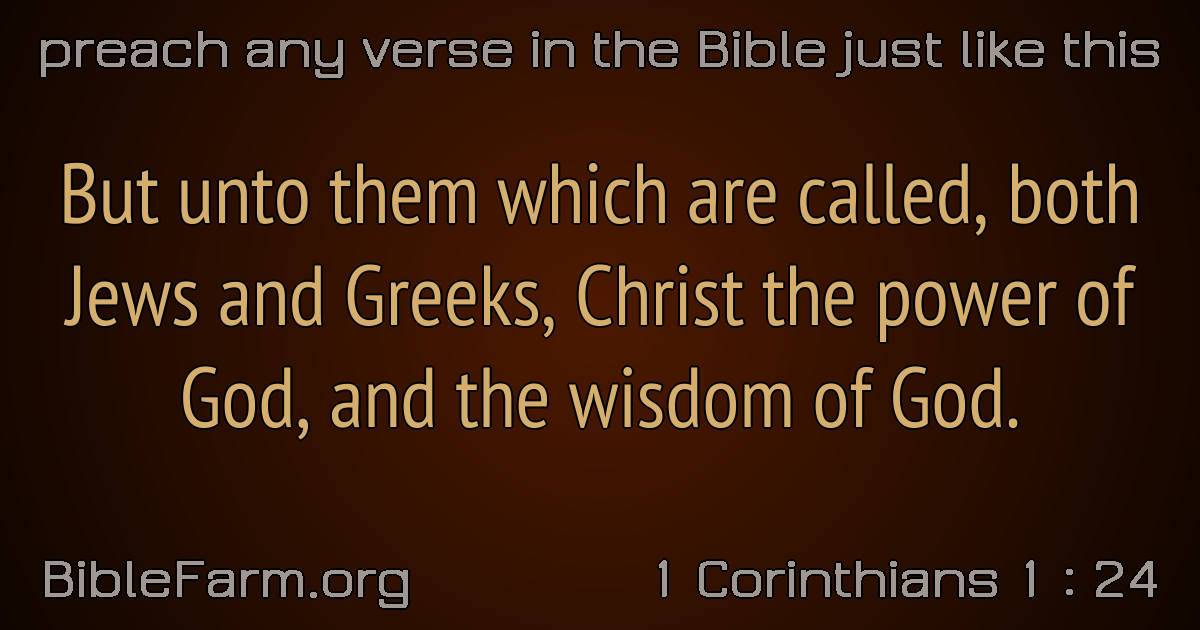 preach any verse in the Bible just like this
But unto them which are called, both
Jews and Greeks, Christ the power of
God, and the wisdom of God.
BibleFarm.org
1 Corinthians 1 : 24